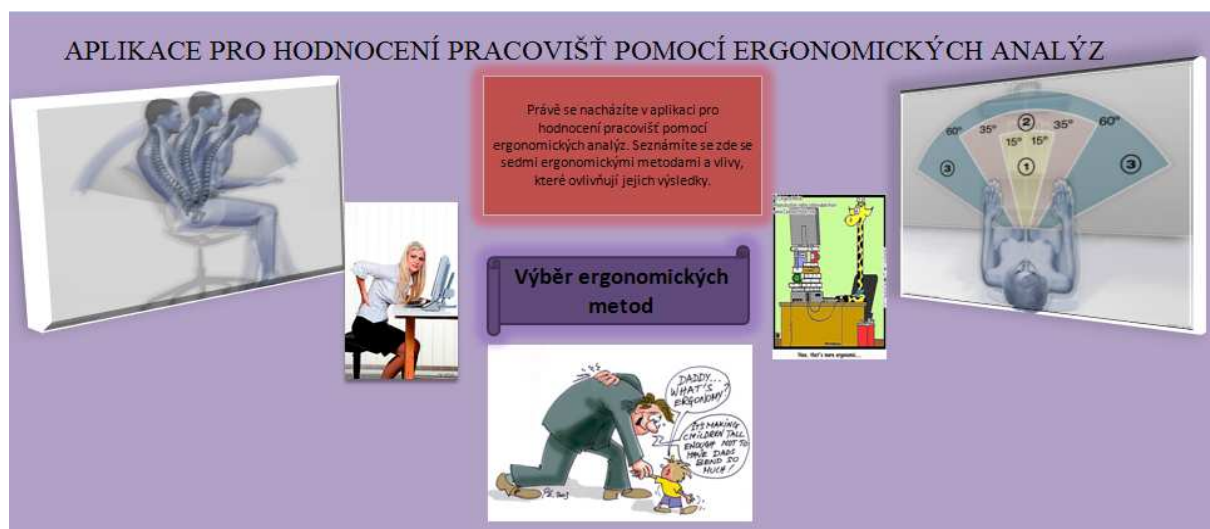 APLIKACE PRO HODNOCENÍ PRACOVIŠŤ POMOCÍ ERGONOMICKÝCH ANALÝZ
Právě se nacházíte v aplikaci pro
hodnocení pracovišť pomocí
ergonomických analýz. Seznámíte se zde se
sedmi ergonomickými metodami a vlivy,
které ovlivňují jejich výsledky.
60° 35° 2 35° 60°
15° 15°
3 1 3
Výběr ergonomických
metod
that's more ergonomic...
DADDY...
WHAT'S
ERGONOMY?
IT'S MAKING
CHILDREN TALL
ENOUGH NOT TO
HAVE DADS
BEND SO
MUCH!